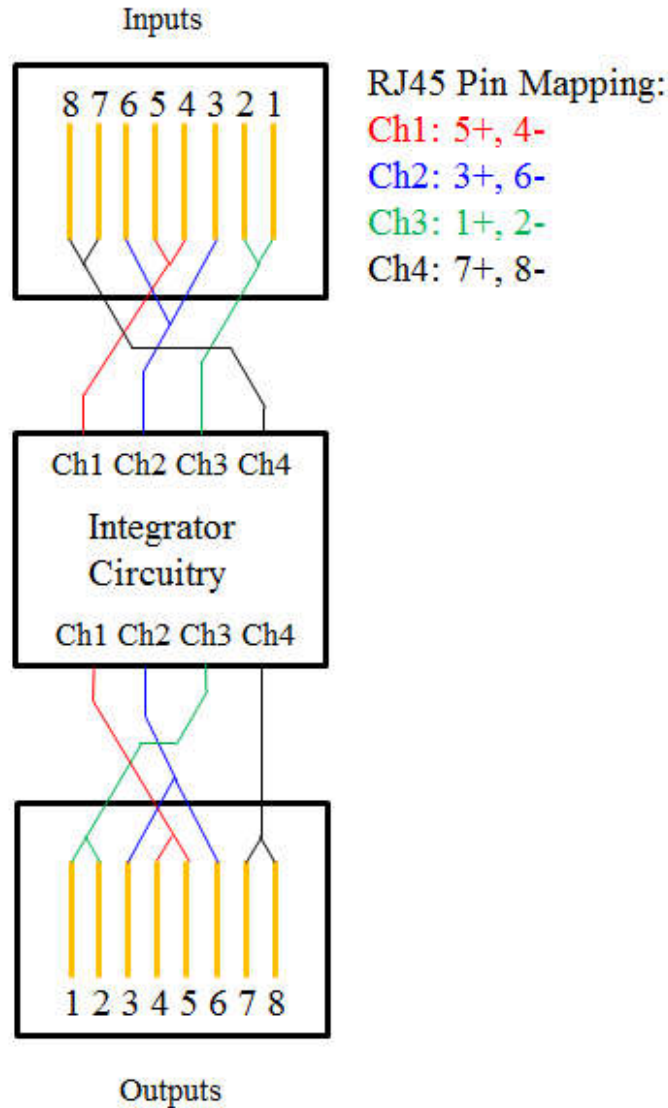 Inputs
8 7 6 5 4 3 2 1
RJ45 Pin Mapping:
Ch1: 5+, 4-
Ch2: 3+, 6-
Ch3: 1+, 2-
Ch4: 7+, 8-
Ch1 Ch2 Ch3 Ch4
Integrator
Circuitry
Ch1 Ch2 Ch3 Ch4
1 2 3 4 5 6 7 8
Outputs